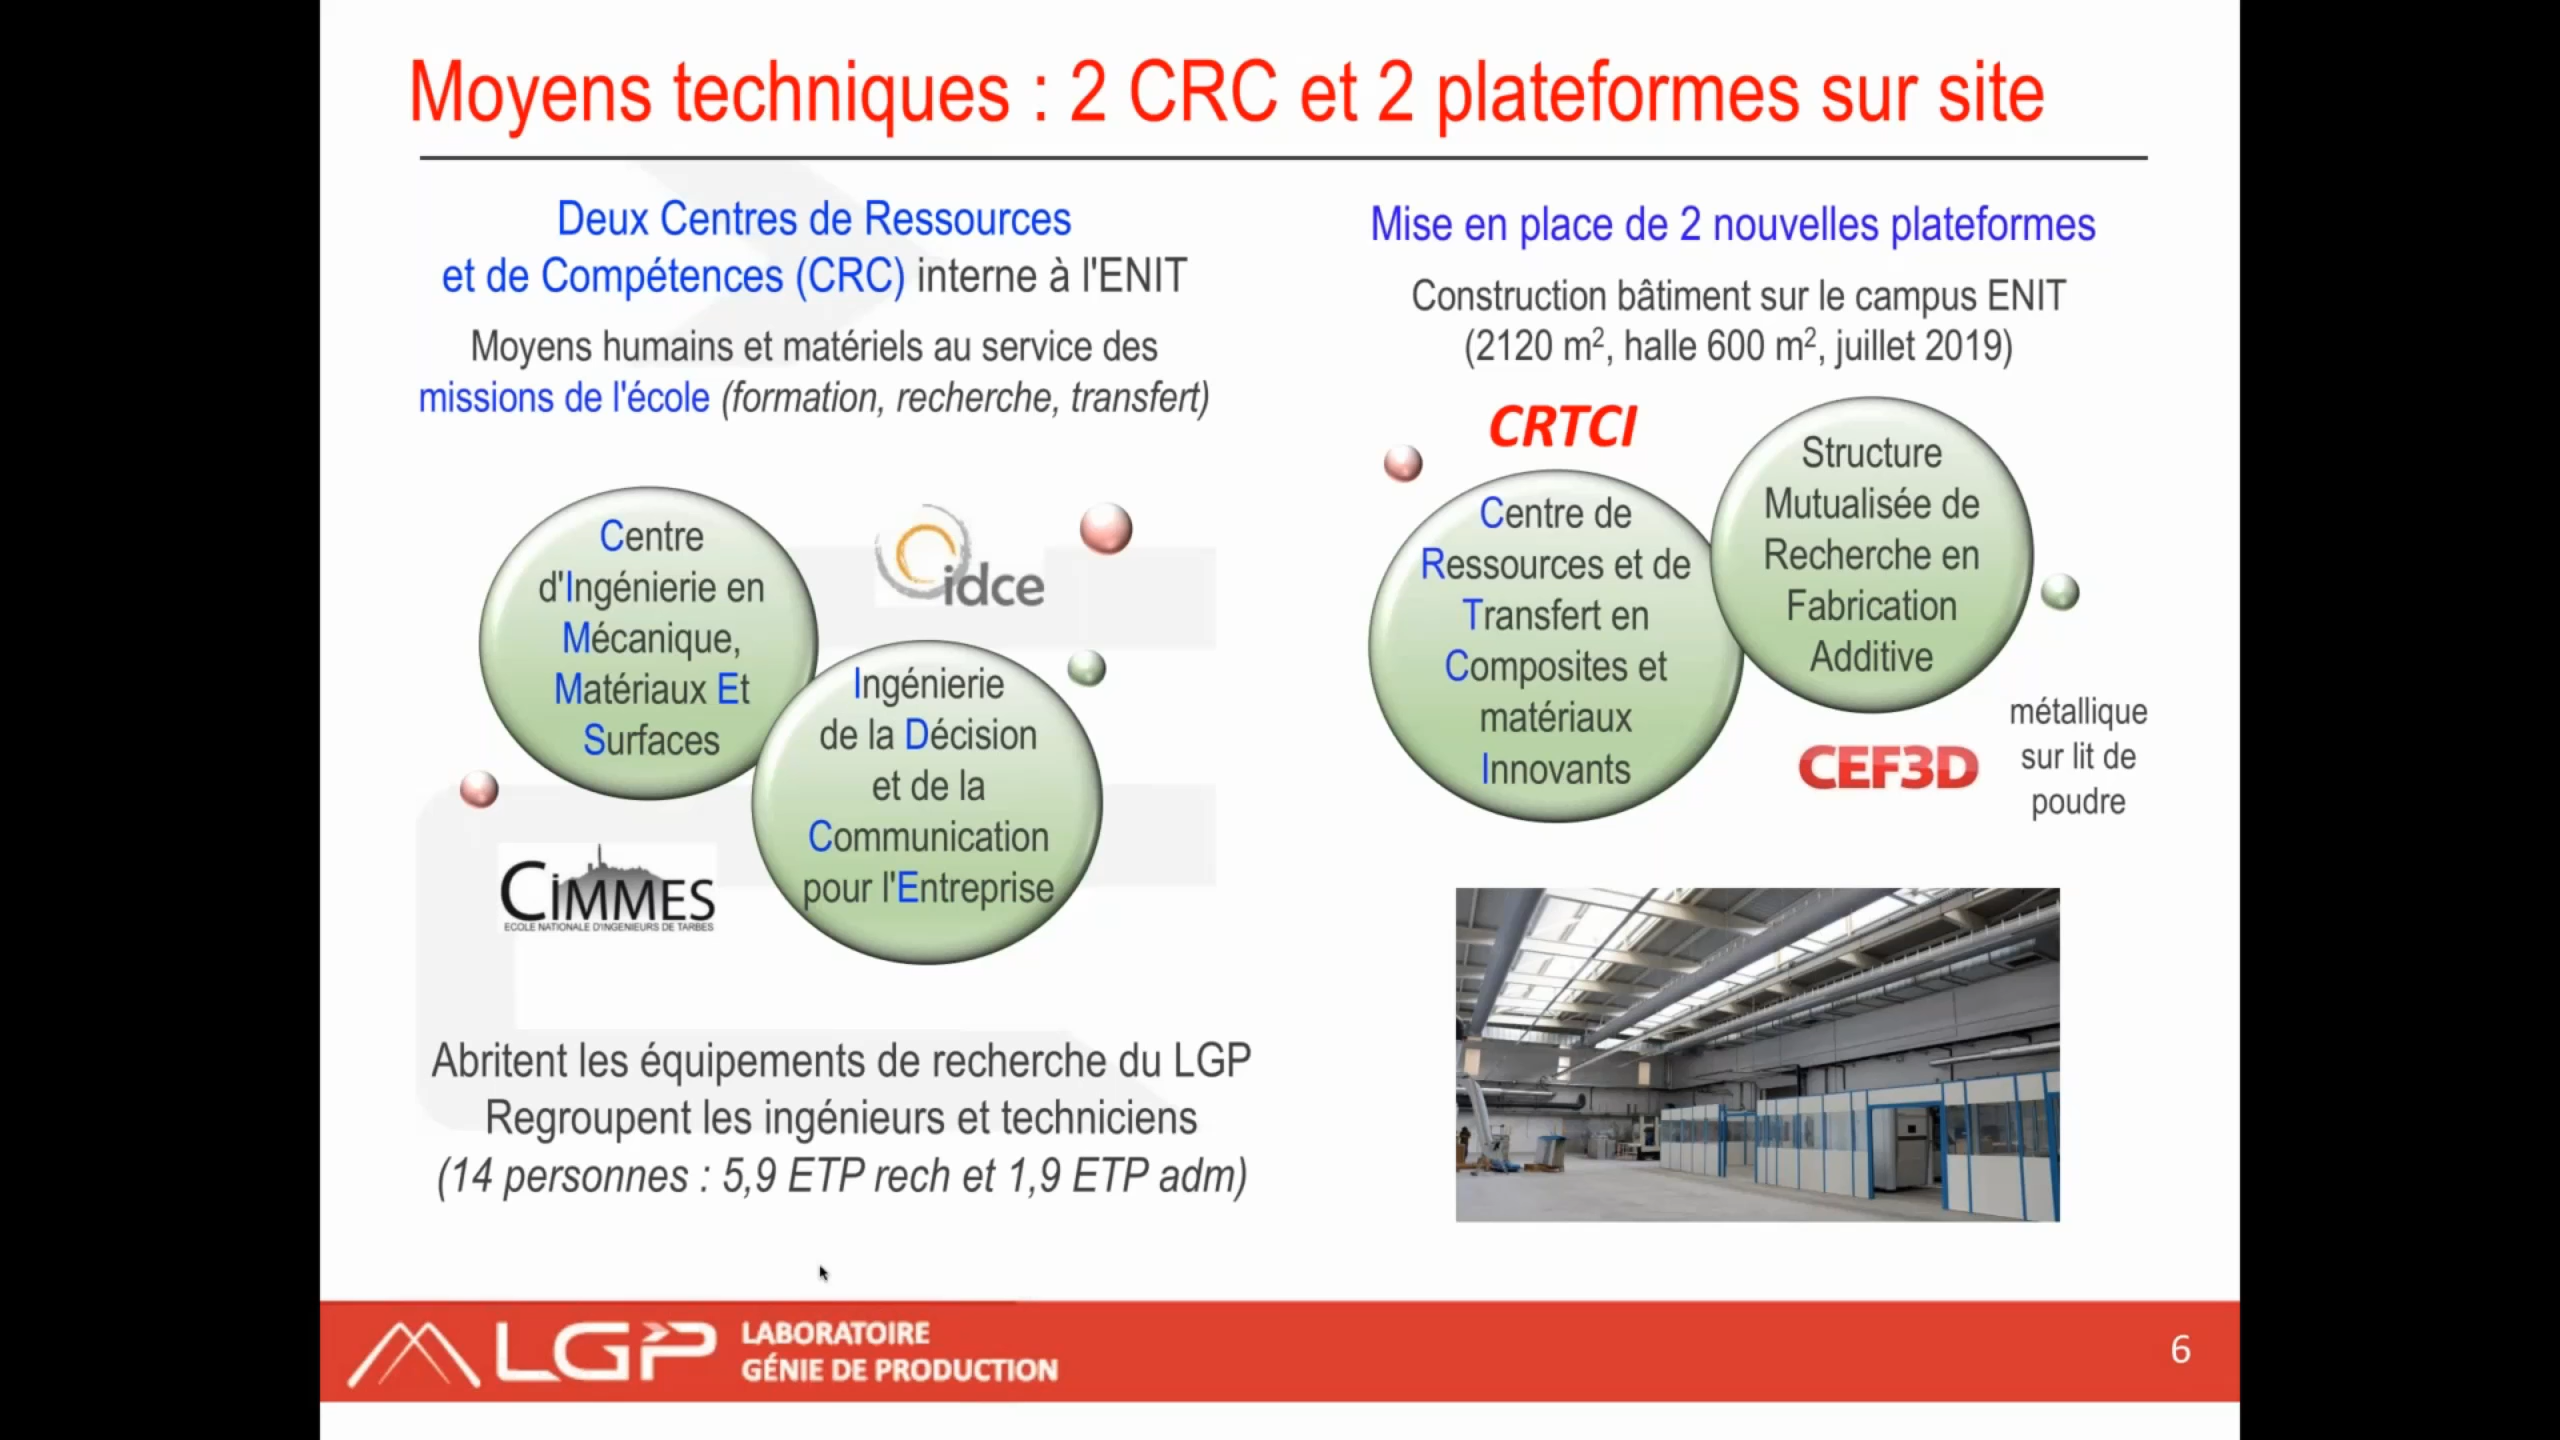 Moyens techniques : 2 CRC et 2 plateformes sur site
Deux Centres de Ressources
et de Compétences (CRC) interne à l'ENIT
Moyens humains et matériels au service des
missions de l'école (formation, recherche, transfert)
Centre
d'Ingénierie en
Mécanique,
Matériaux Et
Surfaces
idce
Ingénierie
de la Décision
et de la
Communication
pour l'Entreprise
CIMMES
ECOLE NATIONALE D'INGENIEURS DE TARBES
Abritent les équipements de recherche du LGP
Regroupent les ingénieurs et techniciens
(14 personnes : 5,9 ETP rech et 1,9 ETP adm)
Mise en place de 2 nouvelles plateformes
Construction bâtiment sur le campus ENIT
(2120 m², halle 600 m², juillet 2019)
CRTCI
Centre de
Ressources et de
Transfert en
Composites et
matériaux
Innovants
Structure
Mutualisée de
Recherche en
Fabrication
Additive
CEF3D
métallique
sur lit de
poudre
LGP
LABORATOIRE
GÉNIE DE PRODUCTION
6